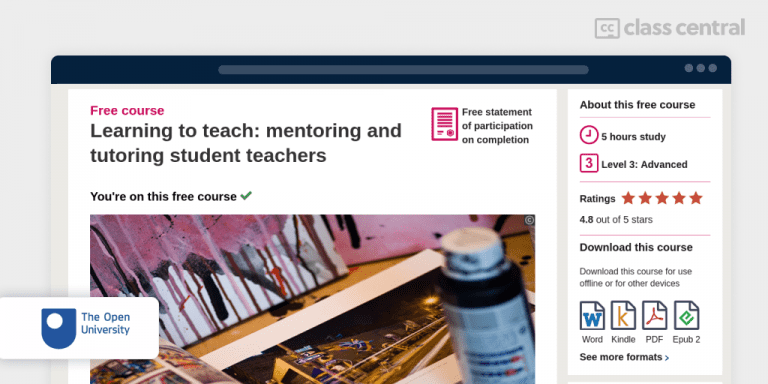 class central
Free course
Learning to teach: mentoring and
tutoring student teachers
Free statement
of participation
on completion
You're on this free course
The Open
University
About this free course
5 hours study
3
Level 3: Advanced
Ratings
4.8 out of 5 stars
Download this course
Download this course for use
offline or for other devices
W
k
Word Kindle PDF Epub 2
See more formats ›